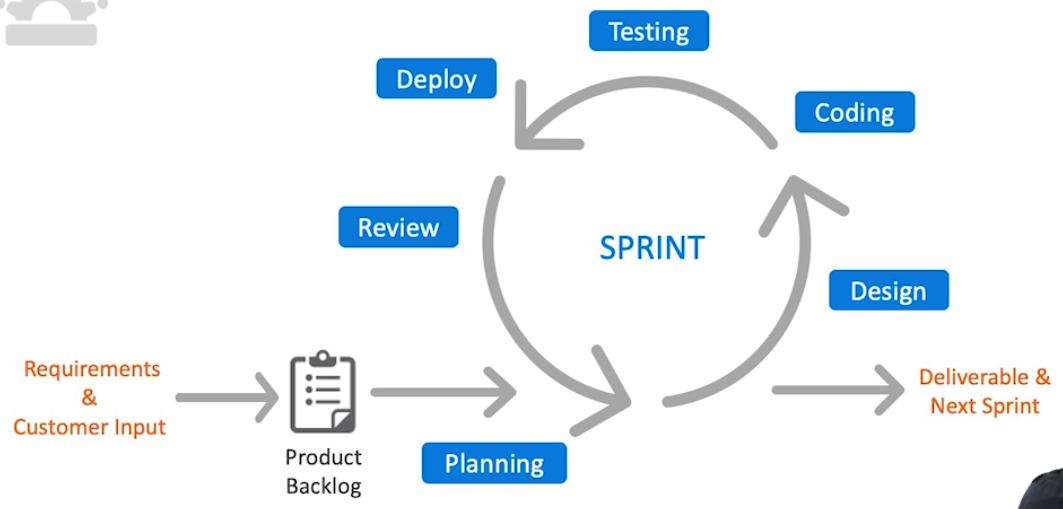 Testing
Deploy
Coding
Review
SPRINT
Design
Requirements
&
Customer Input
Product
Backlog
Planning
Deliverable &
Next Sprint